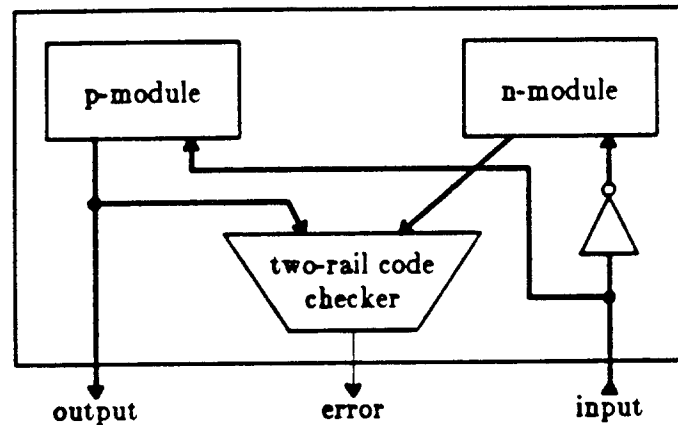 p-module
n-module
two-rail code
checker
output
error
input